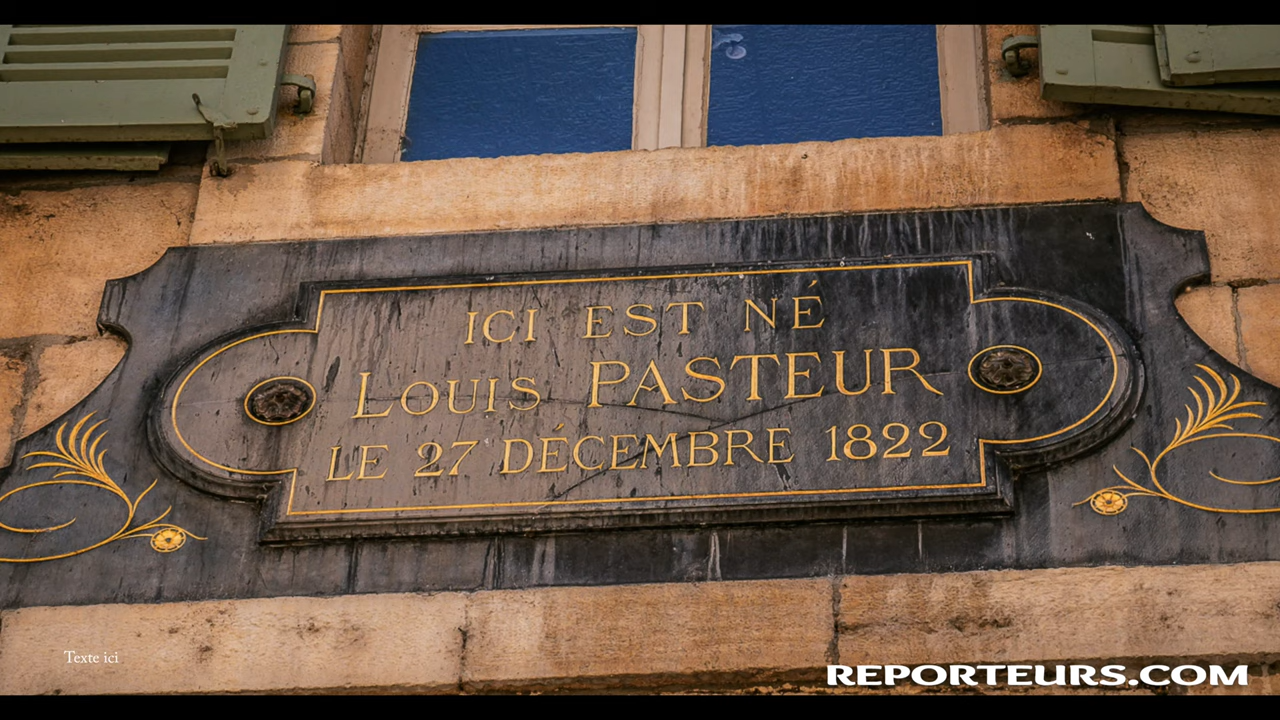 ICI EST NÉ
LOUIS PASTEUR
LE 27 DÉCEMBRE 1822
Texte ici
REPORTEURS.COM